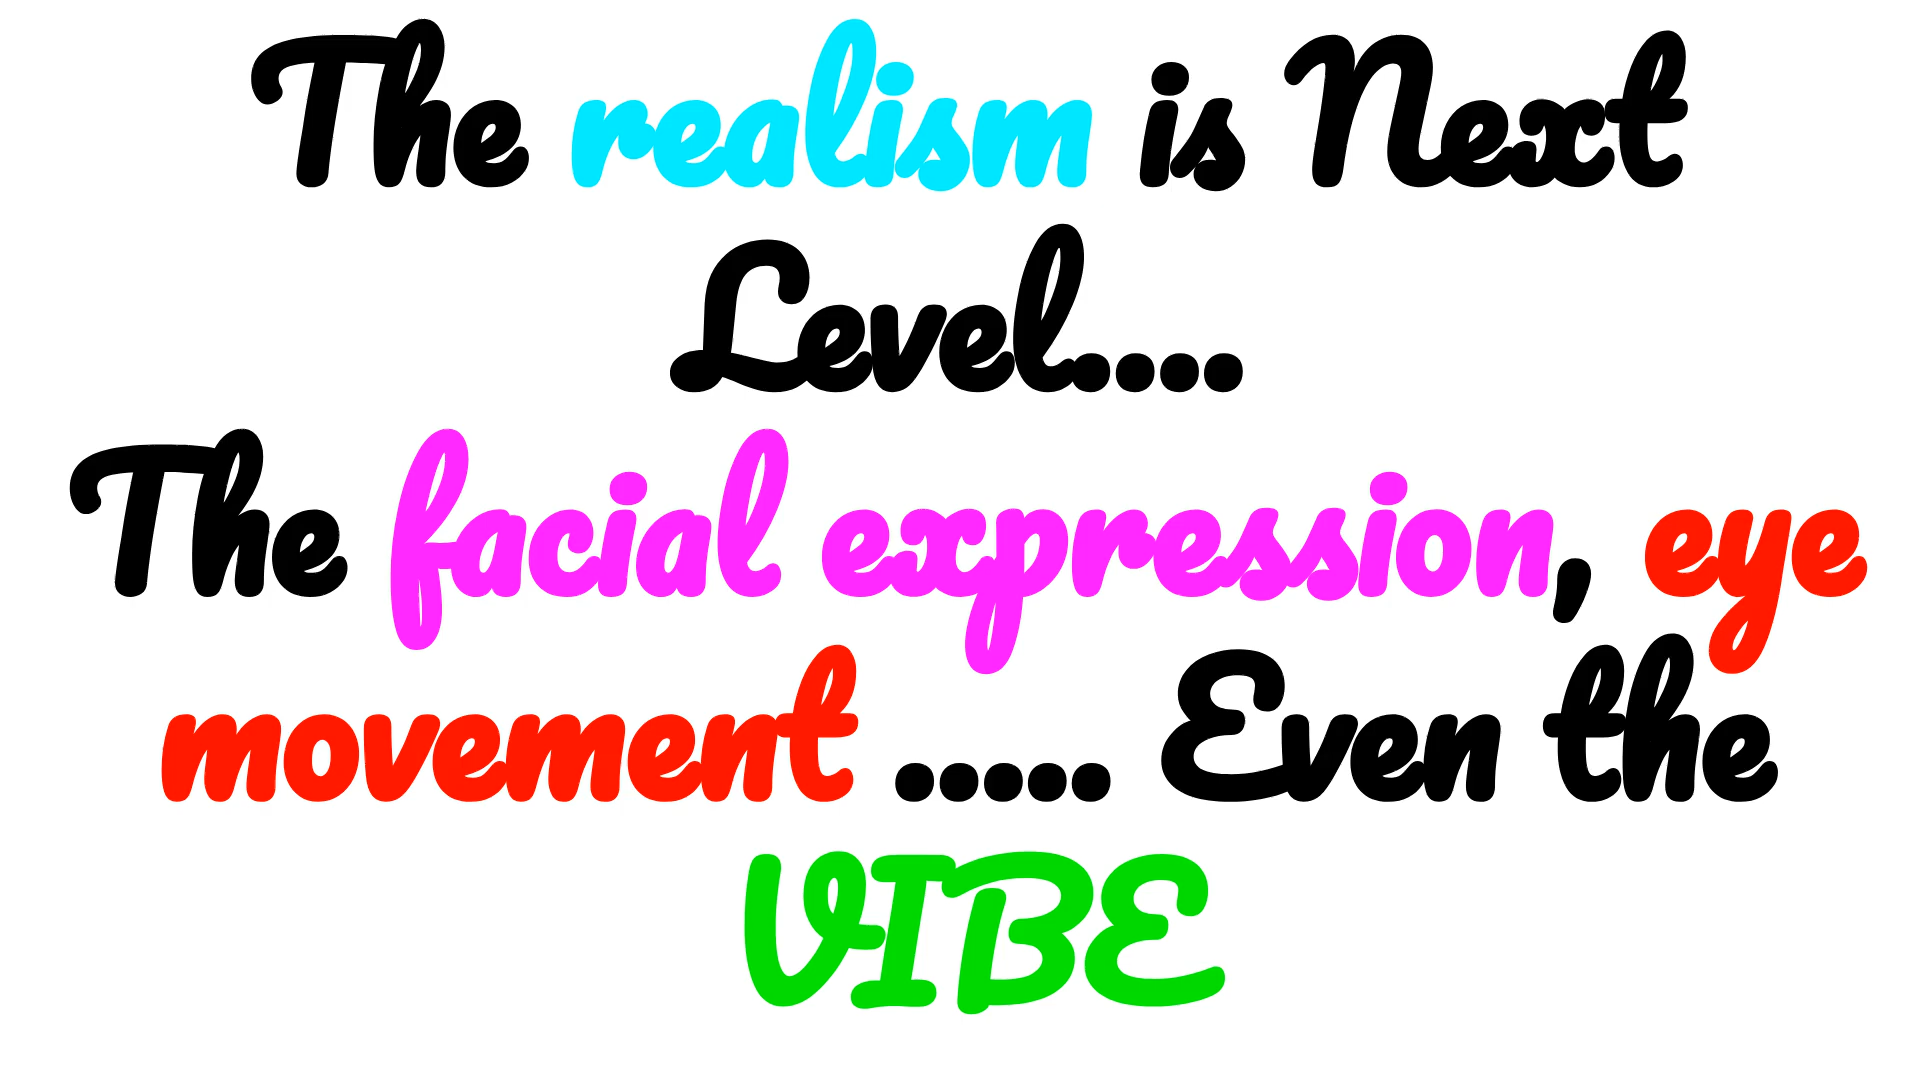 The realism is Next
Level....
The facial expression, eye
movement ..... Even the
VIBE